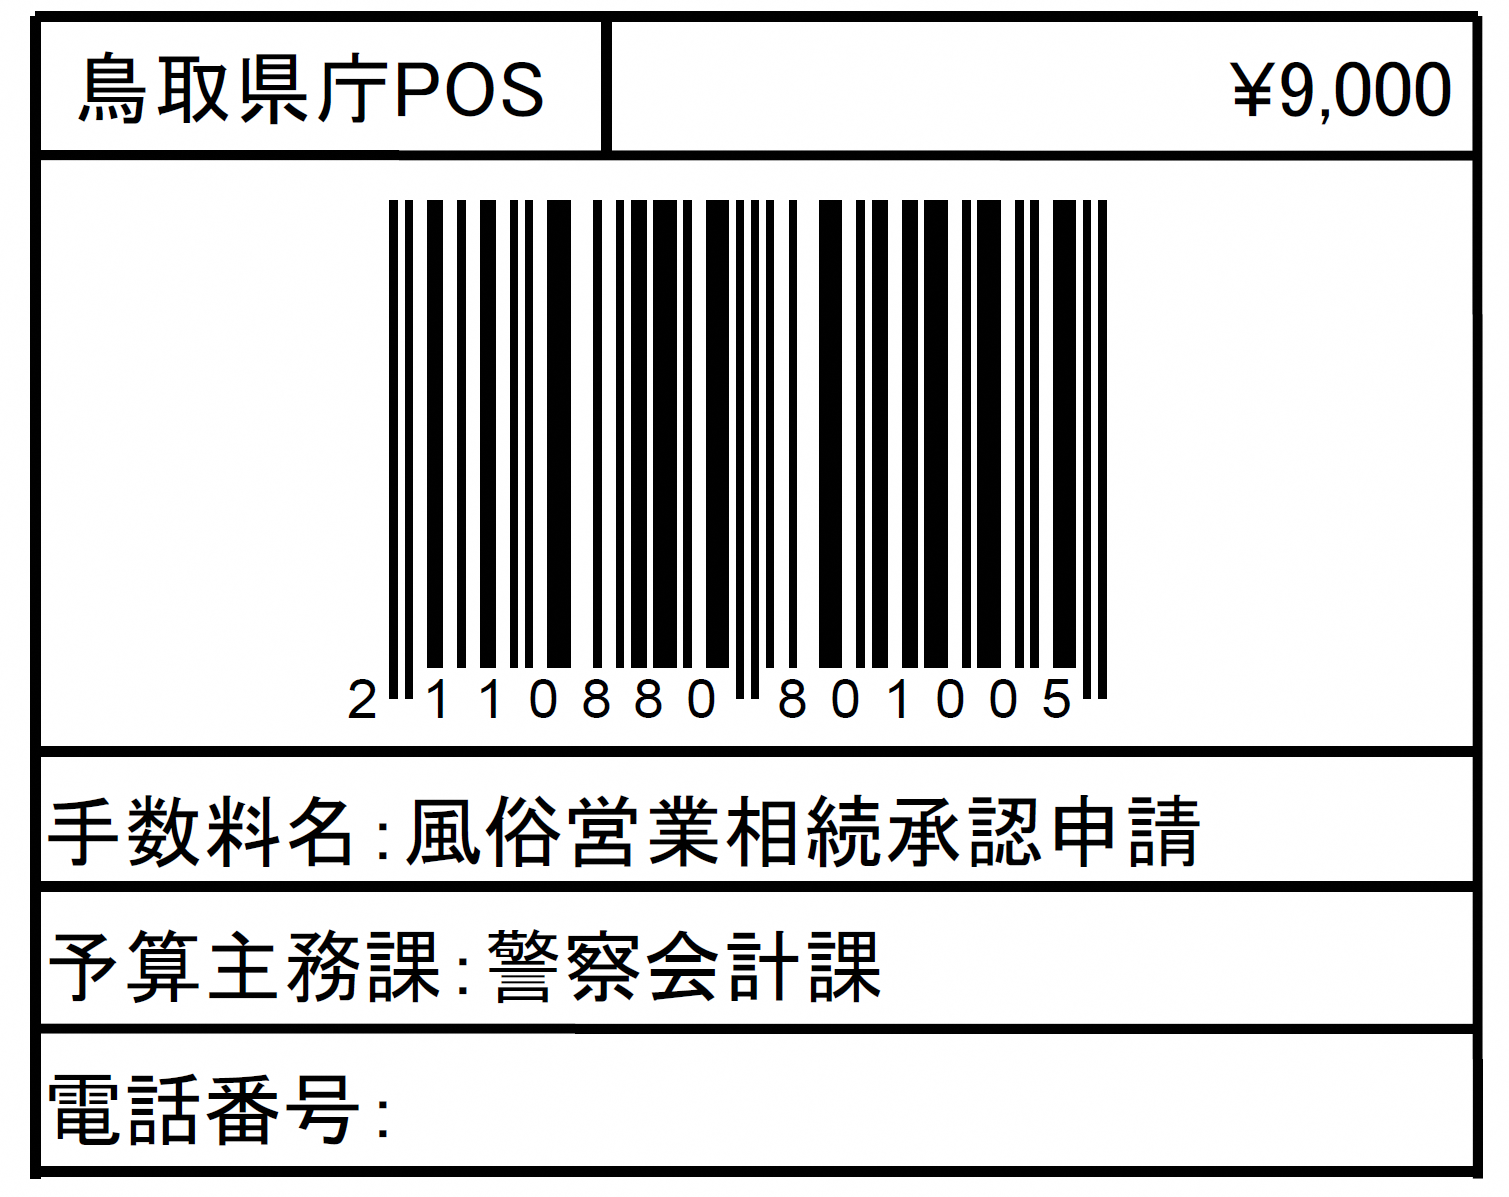 鳥取県庁POS
¥9,000
2 110880 801005
手数料名:風俗営業相続承認申請
予算主務課:警察会計課
電話番号: